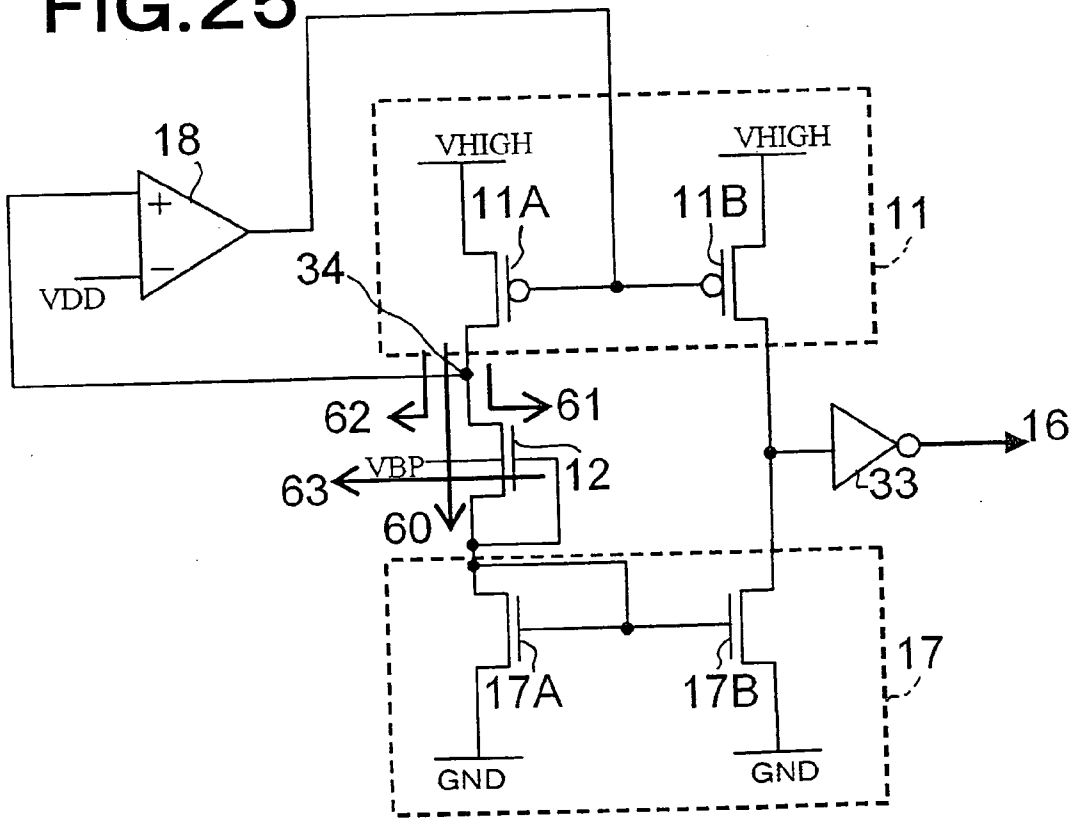 FIG.25
18
+
−
VDD
VHIGH
VHIGH
11A
11B
11
34
62
61
VBP
12
63
60
33
16
17A
17B
17
GND
GND